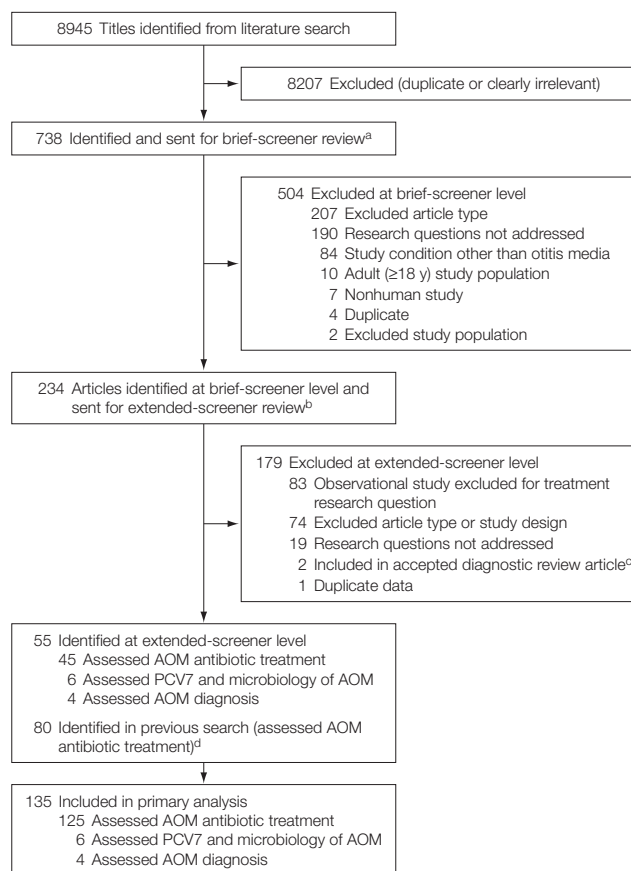 8945 Titles identified from literature search
8207 Excluded (duplicate or clearly irrelevant)
738 Identified and sent for brief-screener reviewa
504 Excluded at brief-screener level
207 Excluded article type
190 Research questions not addressed
84 Study condition other than otitis media
10 Adult (≥18 y) study population
7 Nonhuman study
4 Duplicate
2 Excluded study population
234 Articles identified at brief-screener level and
sent for extended-screener reviewb
179 Excluded at extended-screener level
83 Observational study excluded for treatment
research question
74 Excluded article type or study design
19 Research questions not addressed
2 Included in accepted diagnostic review articlec
1 Duplicate data
55 Identified at extended-screener level
45 Assessed AOM antibiotic treatment
6 Assessed PCV7 and microbiology of AOM
4 Assessed AOM diagnosis
80 Identified in previous search (assessed AOM
antibiotic treatment)d
135 Included in primary analysis
125 Assessed AOM antibiotic treatment
6 Assessed PCV7 and microbiology of AOM
4 Assessed AOM diagnosis